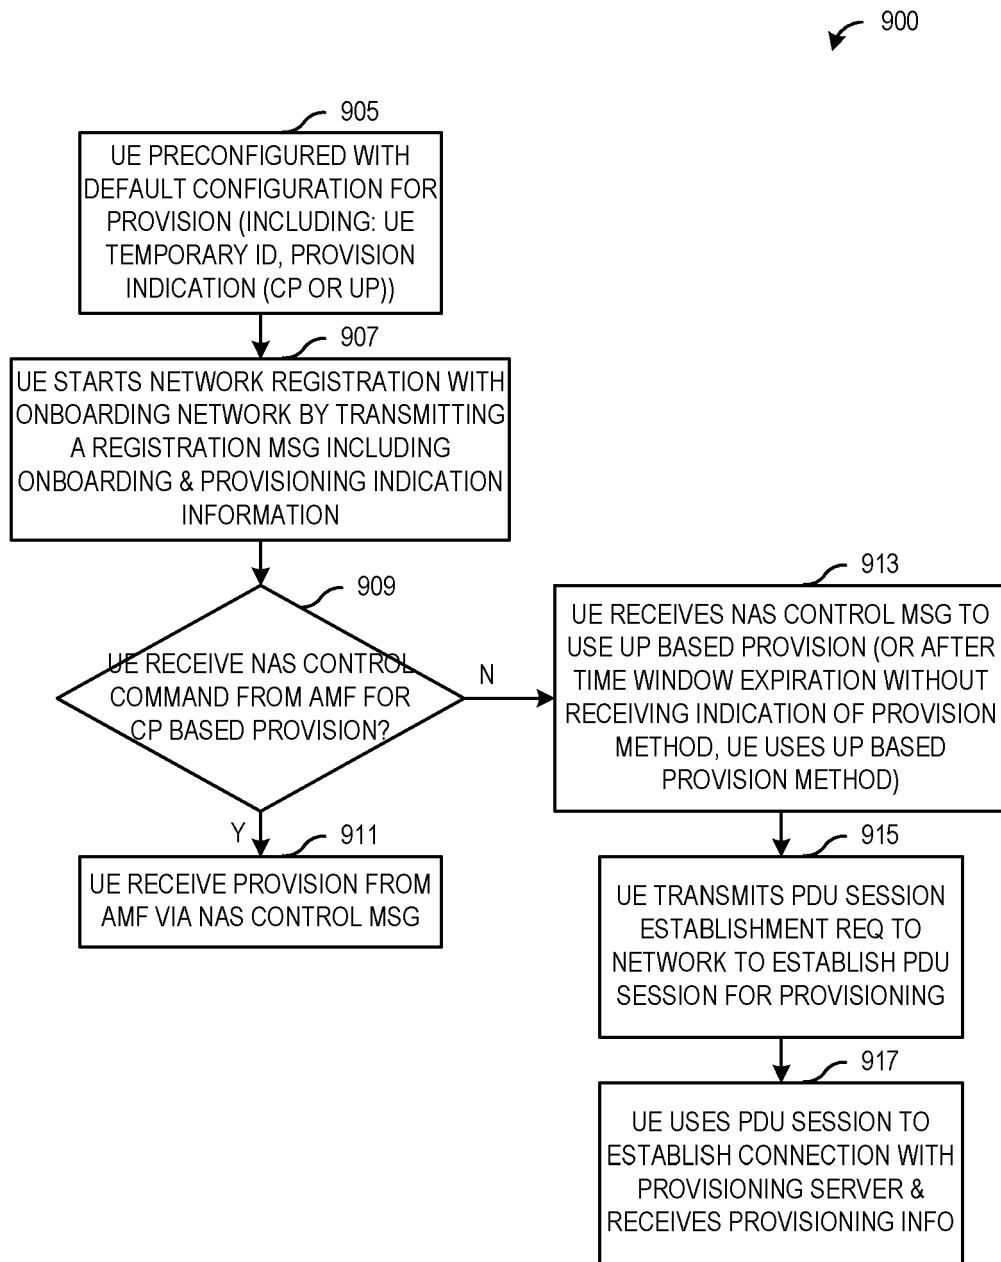 900
905
UE PRECONFIGURED WITH
DEFAULT CONFIGURATION FOR
PROVISION (INCLUDING: UE
TEMPORARY ID, PROVISION
INDICATION (CP OR UP))
907
UE STARTS NETWORK REGISTRATION WITH
ONBOARDING NETWORK BY TRANSMITTING
A REGISTRATION MSG INCLUDING
ONBOARDING & PROVISIONING INDICATION
INFORMATION
909
UE RECEIVE NAS CONTROL
COMMAND FROM AMF FOR
CP BASED PROVISION?
N
Y
911
UE RECEIVE PROVISION FROM
AMF VIA NAS CONTROL MSG
913
UE RECEIVES NAS CONTROL MSG TO
USE UP BASED PROVISION (OR AFTER
TIME WINDOW EXPIRATION WITHOUT
RECEIVING INDICATION OF PROVISION
METHOD, UE USES UP BASED
PROVISION METHOD)
915
UE TRANSMITS PDU SESSION
ESTABLISHMENT REQ TO
NETWORK TO ESTABLISH PDU
SESSION FOR PROVISIONING
917
UE USES PDU SESSION TO
ESTABLISH CONNECTION WITH
PROVISIONING SERVER &
RECEIVES PROVISIONING INFO